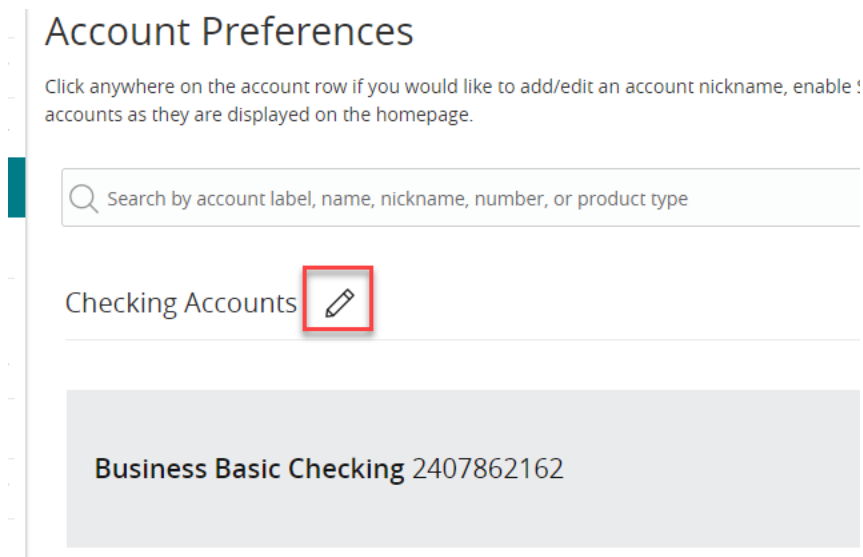 Account Preferences
Click anywhere on the account row if you would like to add/edit an account nickname, enable
accounts as they are displayed on the homepage.
Search by account label, name, nickname, number, or product type
Checking Accounts
Business Basic Checking 2407862162